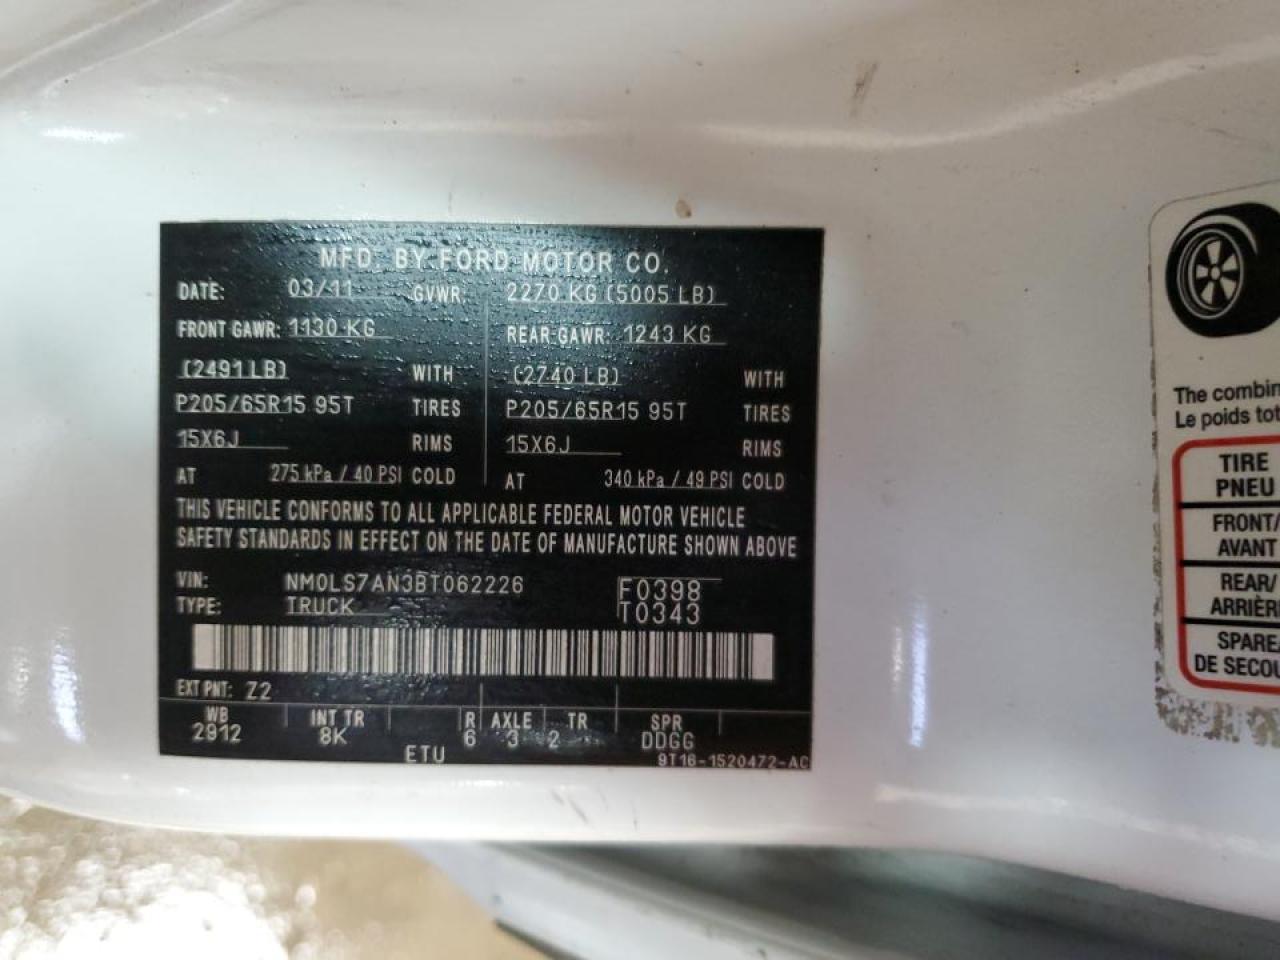 MFD. BY FORD MOTOR CO.
DATE: 03/11 GVWR: 2270 KG (5005 LB)
FRONT GAWR: 1130 KG REAR GAWR: 1243 KG
(2491 LB) WITH (2740 LB) WITH
P205/65R15 95T TIRES P205/65R15 95T TIRES
15X6J RIMS 15X6J RIMS
AT 275 kPa / 40 PSI COLD AT 340 kPa / 49 PSI COLD
THIS VEHICLE CONFORMS TO ALL APPLICABLE FEDERAL MOTOR VEHICLE
SAFETY STANDARDS IN EFFECT ON THE DATE OF MANUFACTURE SHOWN ABOVE
VIN: NM0LS7AN3BT062226 F0398
TYPE: TRUCK T0343
EXT PNT: Z2
WB INT TR R AXLE TR SPR
2912 8K 6 3 2 DDGG
ETU 9T16-1520472-AC
The combin
Le poids tot
TIRE
PNEU
FRONT/
AVANT
REAR/
ARRIÈR
SPARE/
DE SECOU